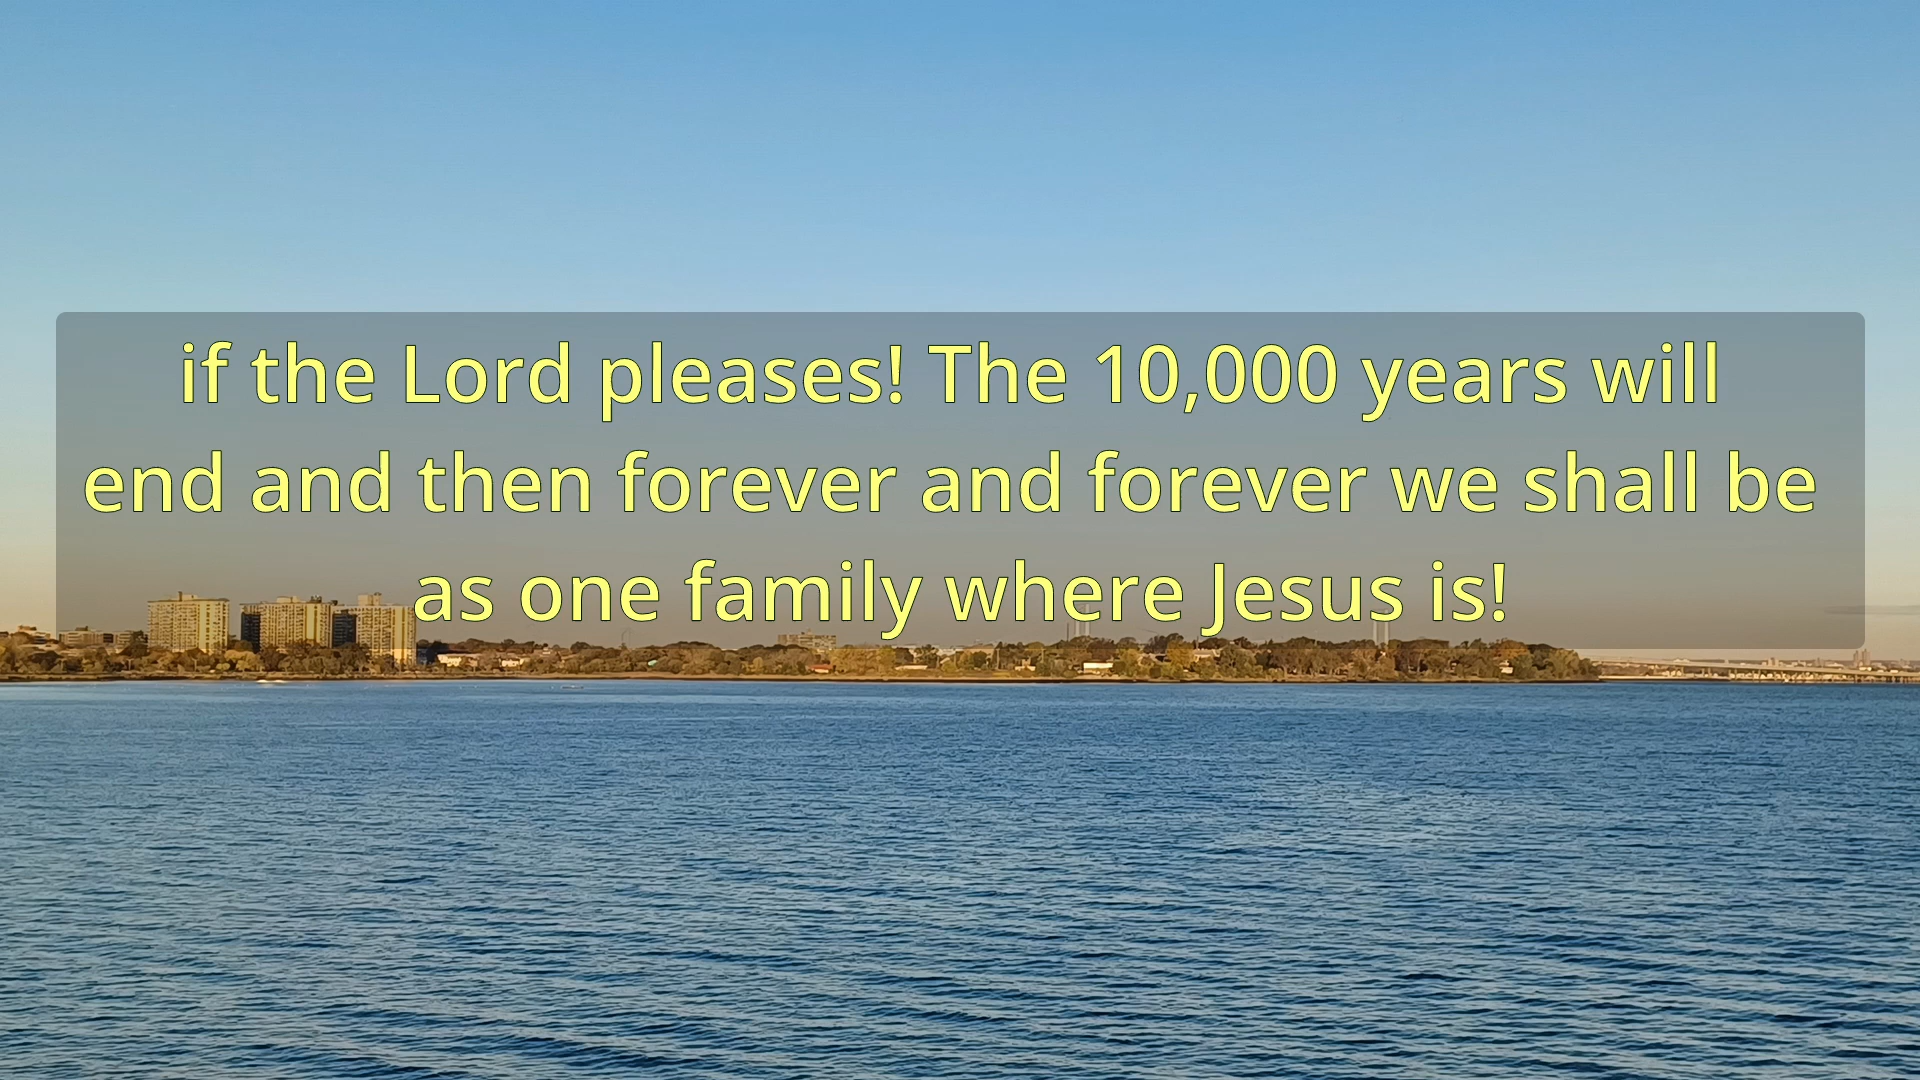 if the Lord pleases! The 10,000 years will
end and then forever and forever we shall be
as one family where Jesus is!